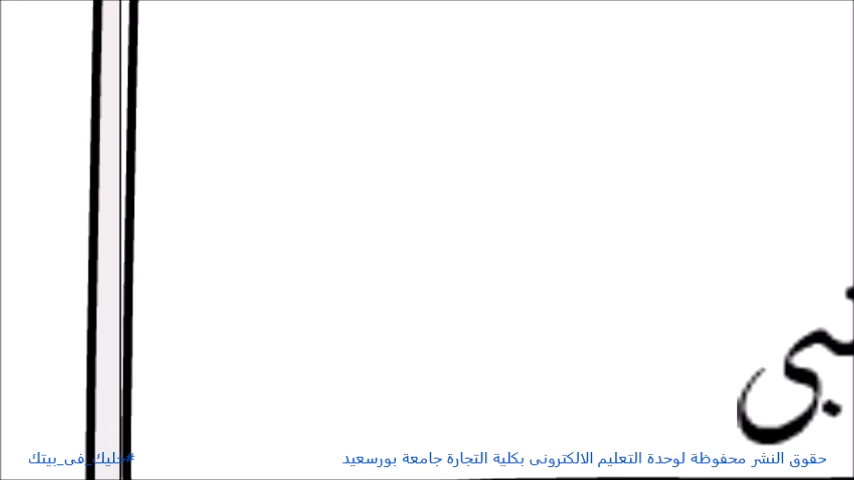 حقوق النشر محفوظة لوحدة التعليم الالكترونى بكلية التجارة جامعة بورسعيد
#خليك_فى_بيتك